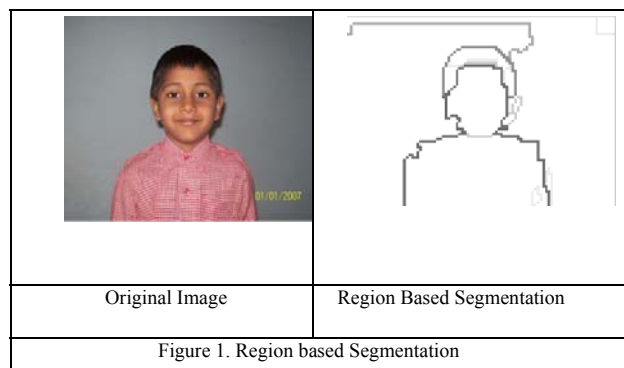 01/01/2007
Original Image
Region Based Segmentation
Figure 1. Region based Segmentation